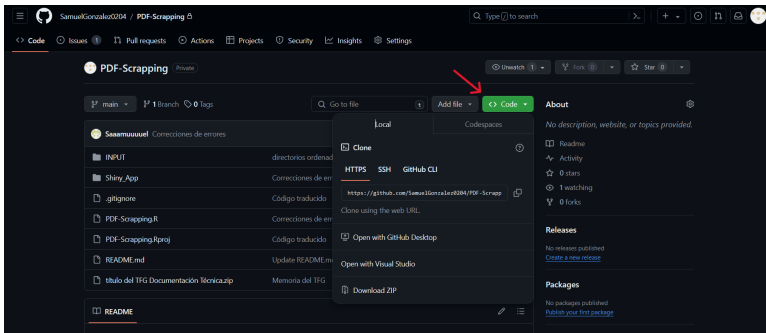 SamuelGonzalez0204 / PDF-Scrapping
Type / to search
Code Issues 1 Pull requests Actions Projects Security Insights Settings
PDF-Scrapping Private
Unwatch 1 Fork 0 Star 0
main 1 Branch 0 Tags
Go to file t
Add file
Code
About
No description, website, or topics provided.
Readme
Activity
0 stars
1 watching
0 forks
Releases
No releases published
Create a new release
Packages
No packages published
Publish your first package
Saaamuuuel Correcciones de errores
INPUT directorios ordenad
Shiny_App Correcciones de err
.gitignore Código traducido
PDF-Scrapping.R Correcciones de err
PDF-Scrapping.Rproj Código traducido
README.md Update README.m
titulo del TFG Documentación Técnica.zip Memoria del TFG
README
Local Codespaces
Clone
HTTPS SSH GitHub CLI
https://github.com/SamuelGonzalez0204/PDF-Scrapp
Clone using the web URL.
Open with GitHub Desktop
Open with Visual Studio
Download ZIP